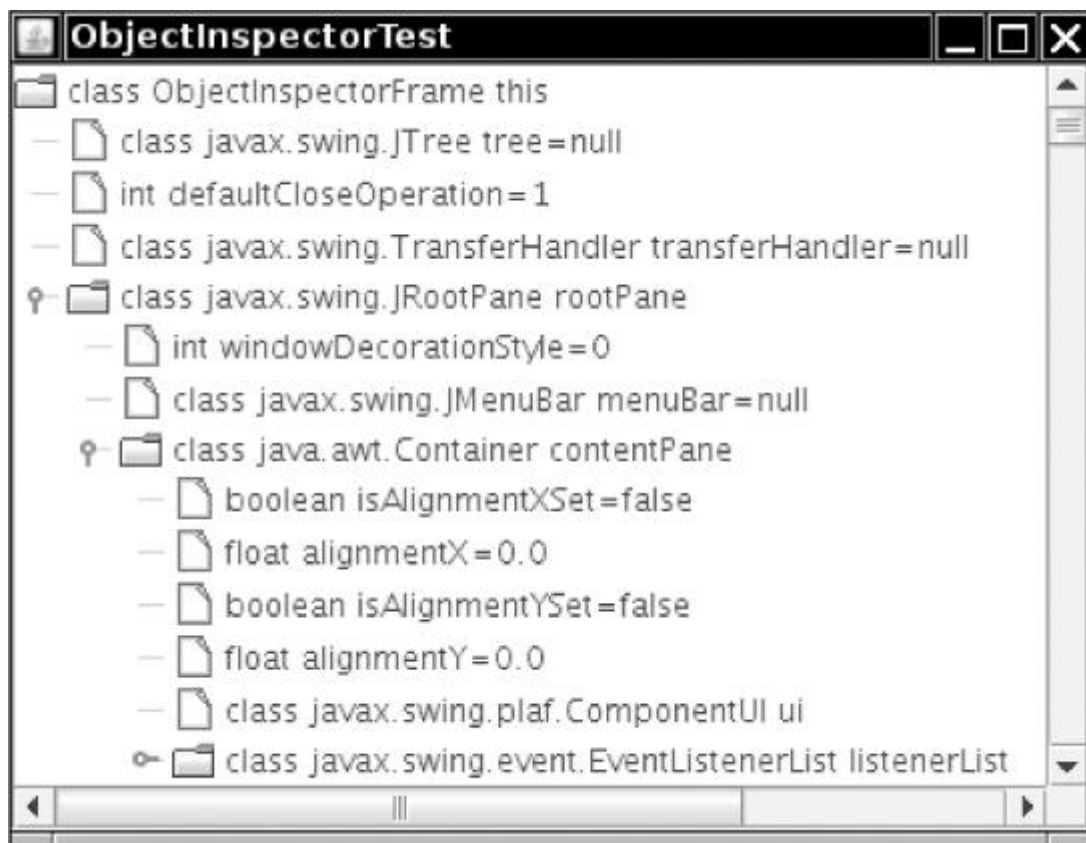 ObjectInspectorTest
class ObjectInspectorFrame this
class javax.swing.JTree tree=null
int defaultCloseOperation=1
class javax.swing.TransferHandler transferHandler=null
class javax.swing.JRootPane rootPane
int windowDecorationStyle=0
class javax.swing.JMenuBar menuBar=null
class java.awt.Container contentPane
boolean isAlignmentXSet=false
float alignmentX=0.0
boolean isAlignmentYSet=false
float alignmentY=0.0
class javax.swing.plaf.ComponentUI ui
class javax.swing.event.EventListenerList listenerList